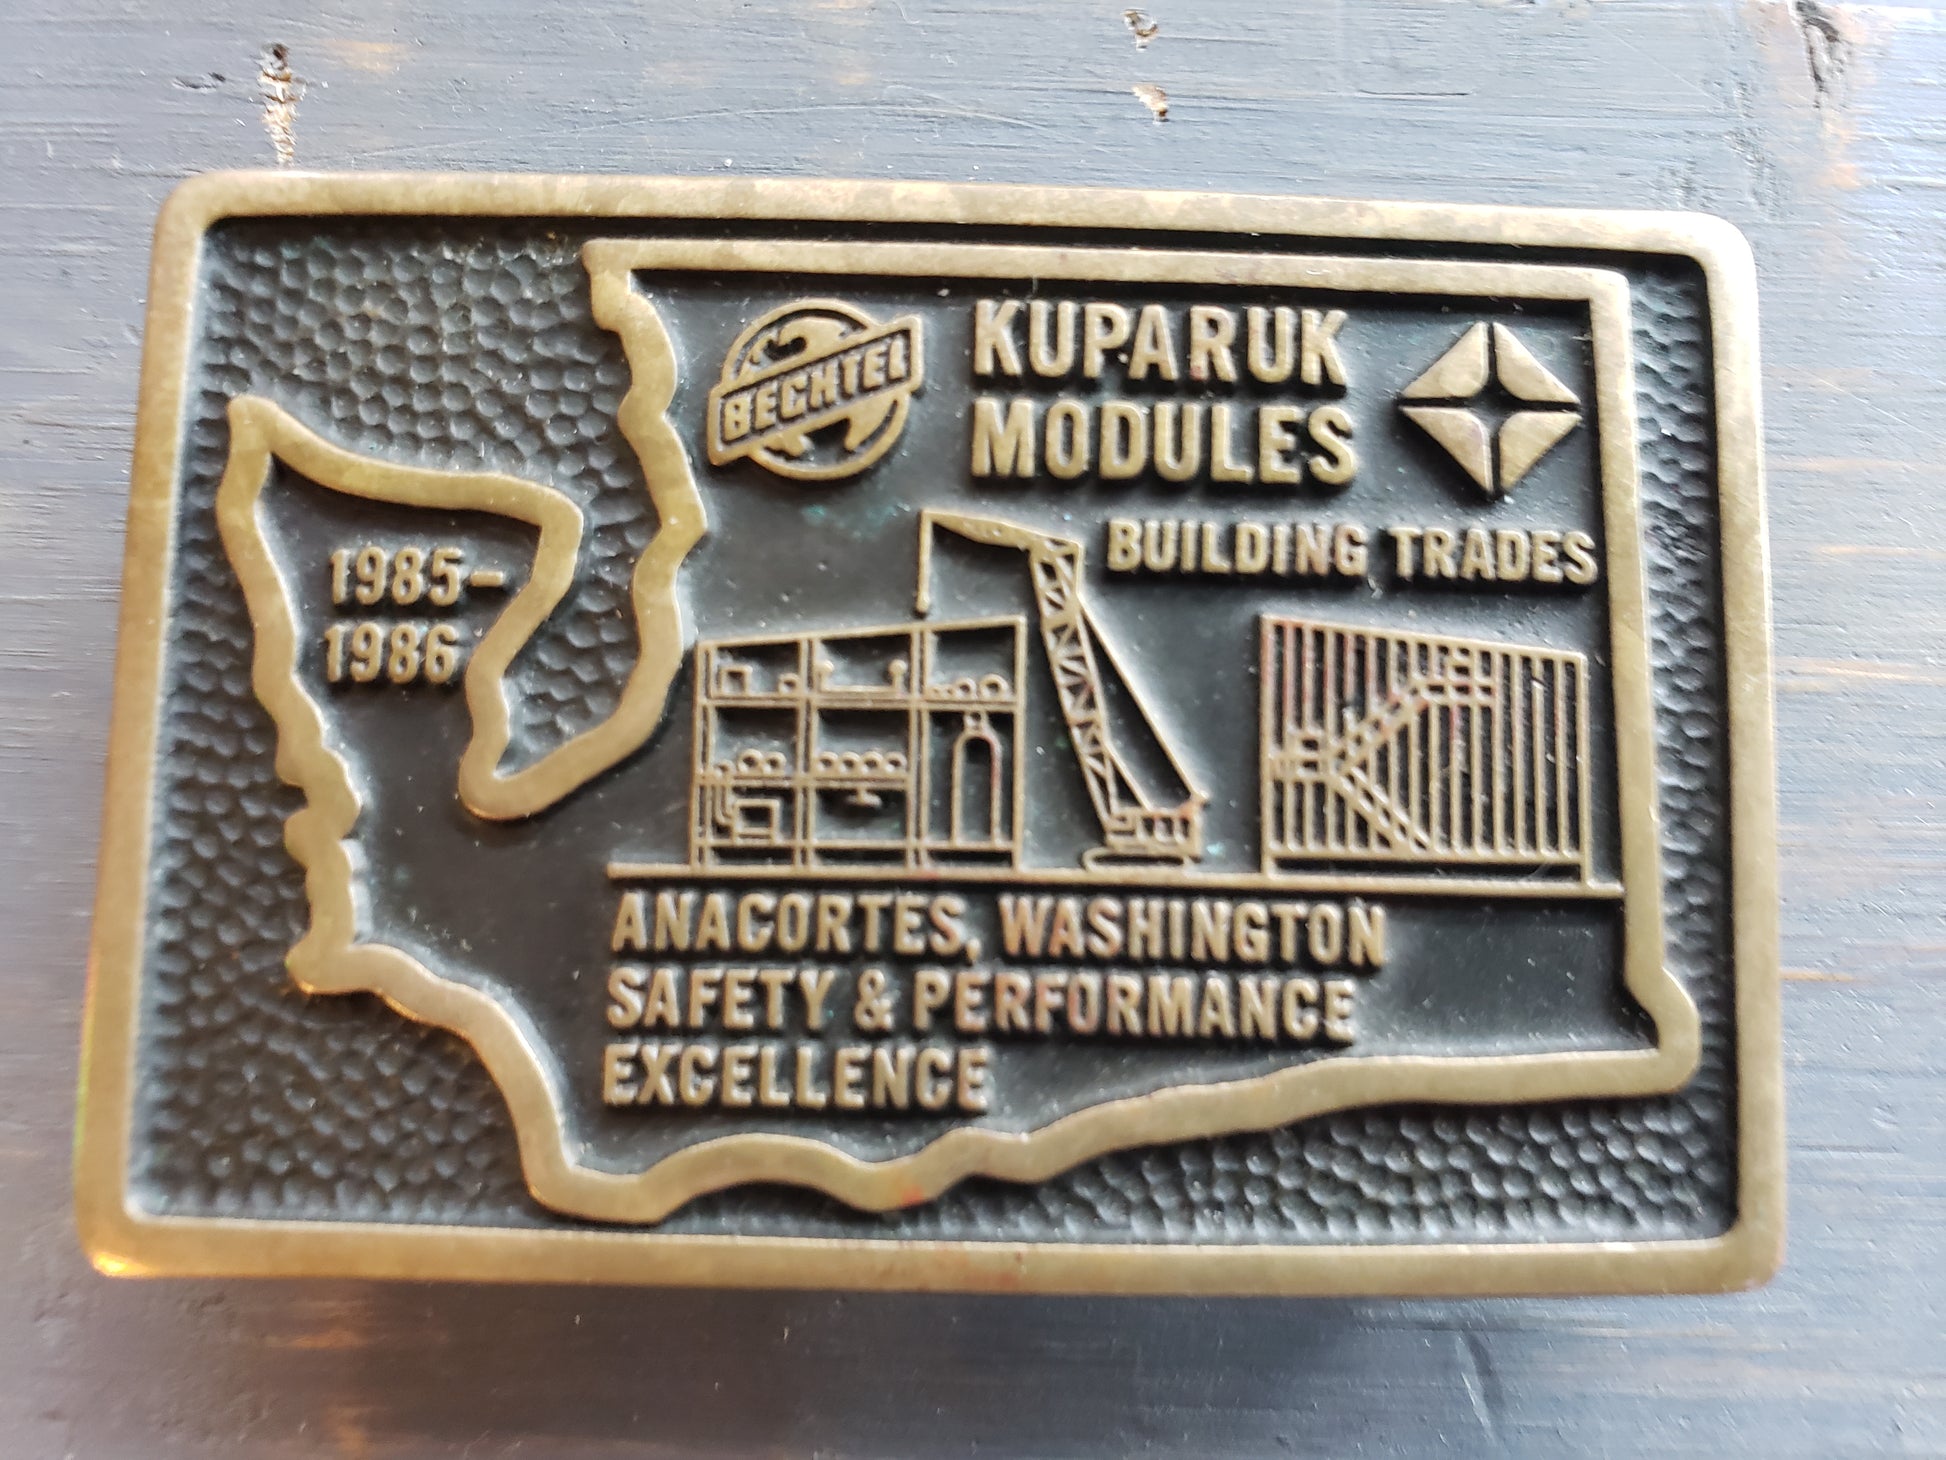 BECHTEL
KUPARUK
MODULES
BUILDING TRADES
1985-
1986
ANACORTES, WASHINGTON
SAFETY & PERFORMANCE
EXCELLENCE